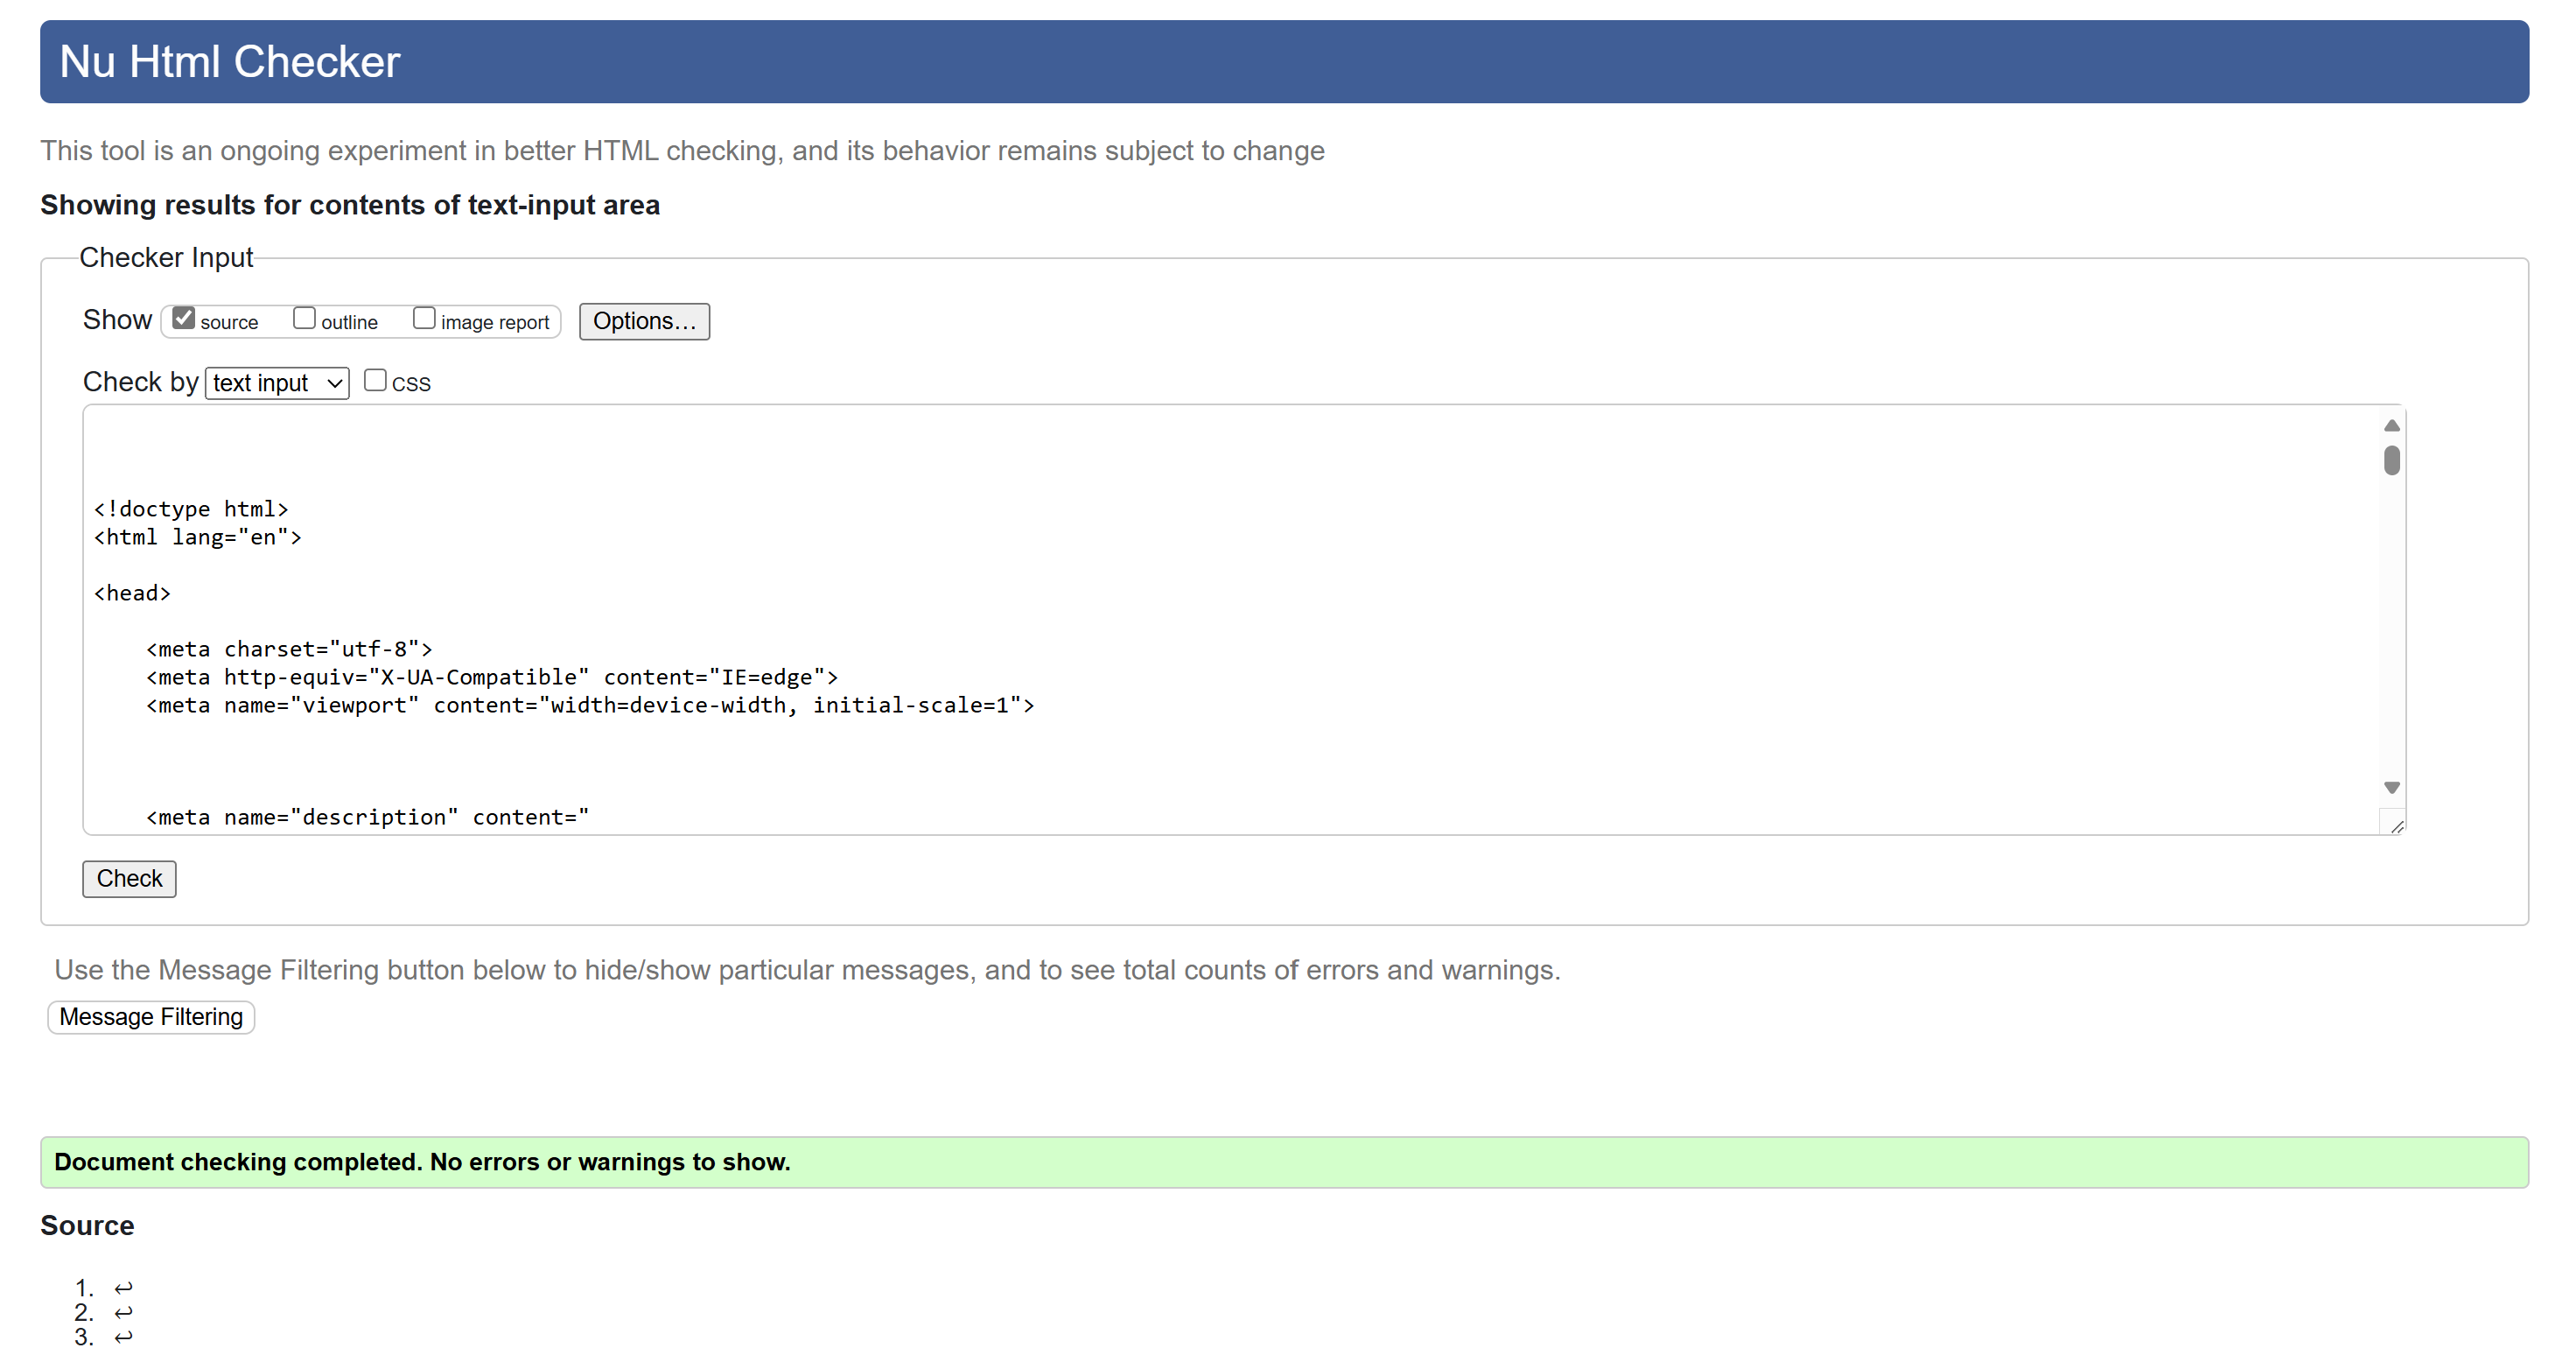 Nu Html Checker
This tool is an ongoing experiment in better HTML checking, and its behavior remains subject to change
Showing results for contents of text-input area
Checker Input
Show source outline image report Options…
Check by text input CSS
<!doctype html>
<html lang="en">
<head>
<meta charset="utf-8">
<meta http-equiv="X-UA-Compatible" content="IE=edge">
<meta name="viewport" content="width=device-width, initial-scale=1">
<meta name="description" content="
Check
Use the Message Filtering button below to hide/show particular messages, and to see total counts of errors and warnings.
Message Filtering
Document checking completed. No errors or warnings to show.
Source
1. ↩
2. ↩
3. ↩